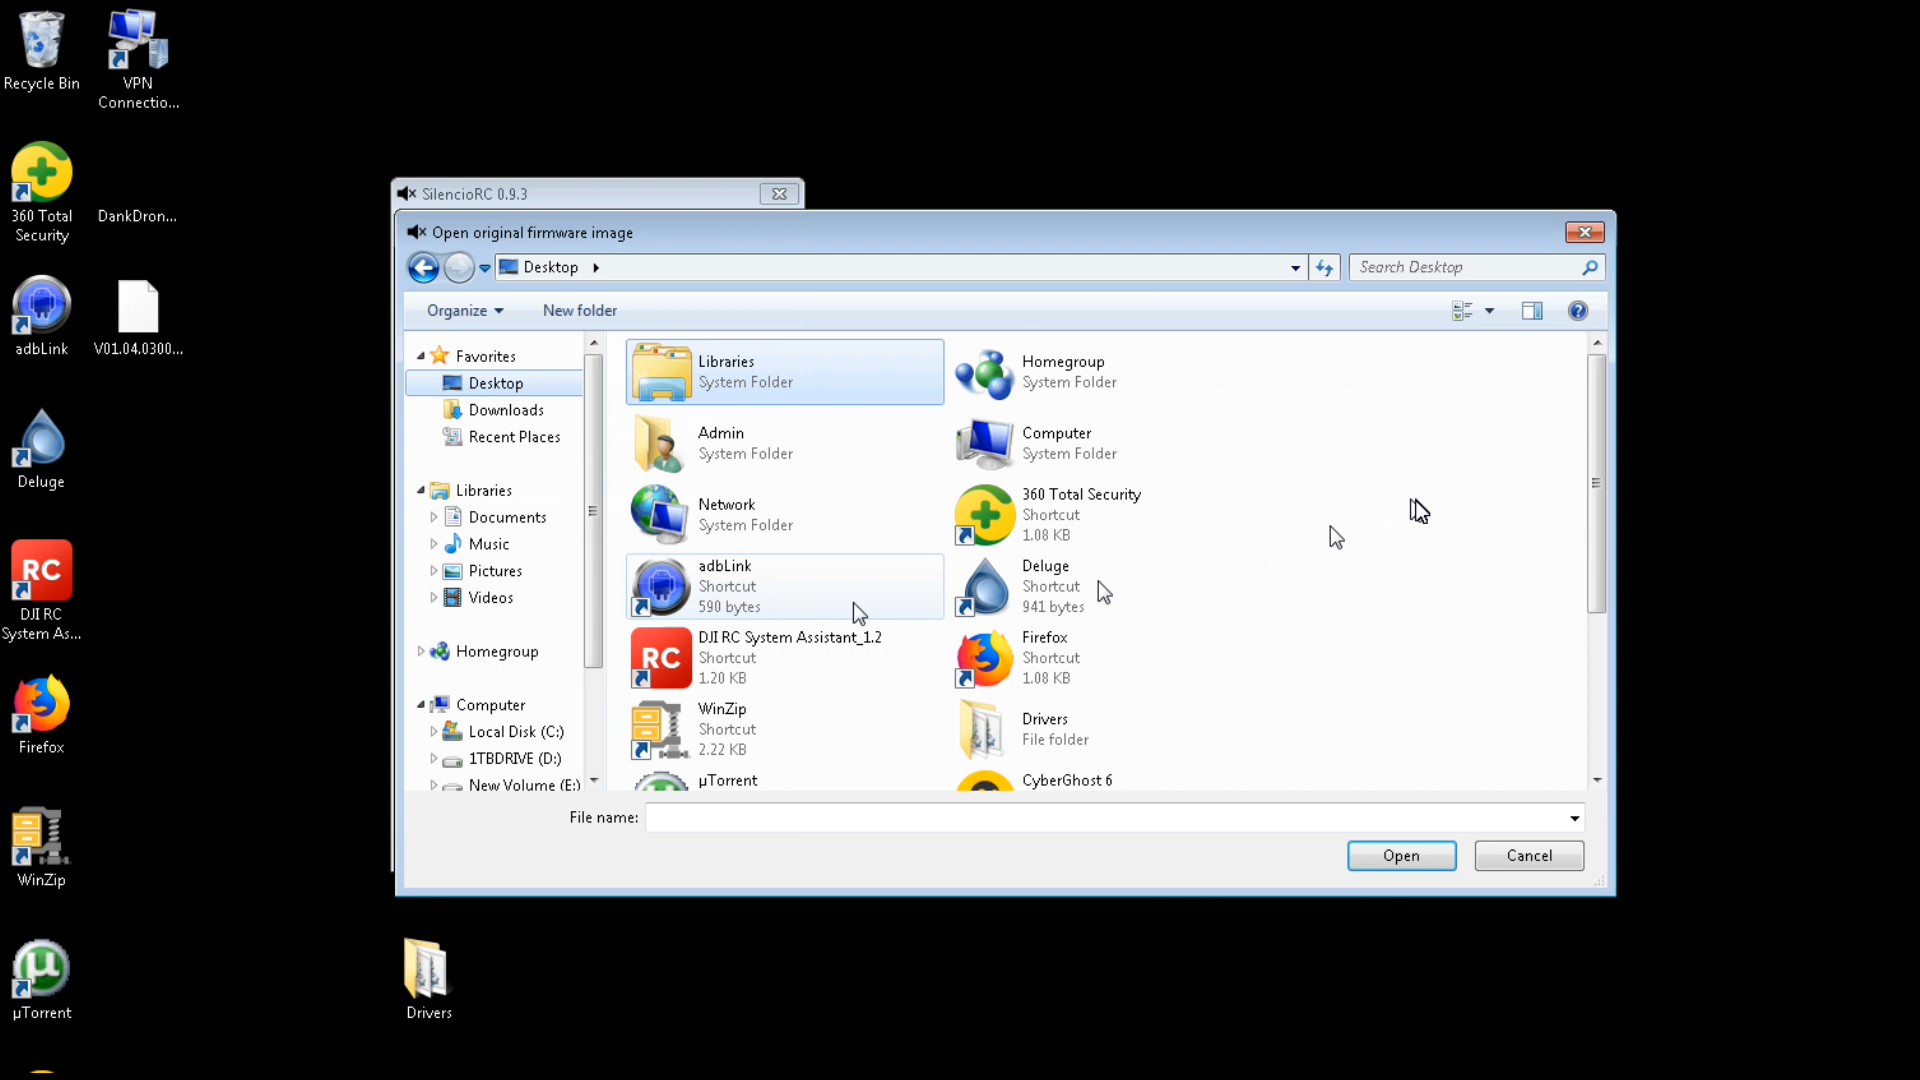 Recycle Bin
VPN
Connectio...
360 Total
Security
DankDron...
adbLink
V01.04.0300...
Deluge
RC
DJI RC
System As...
Firefox
WinZip
µ
µTorrent
Drivers
SilencioRC 0.9.3
Open original firmware image
Desktop
Search Desktop
Organize
New folder
Favorites
Desktop
Downloads
Recent Places
Libraries
Documents
Music
Pictures
Videos
Homegroup
Computer
Local Disk (C:)
1TBDRIVE (D:)
New Volume (E:)
Libraries
System Folder
Homegroup
System Folder
Admin
System Folder
Computer
System Folder
Network
System Folder
360 Total Security
Shortcut
1.08 KB
adbLink
Shortcut
590 bytes
Deluge
Shortcut
941 bytes
RC
DJI RC System Assistant_1.2
Shortcut
1.20 KB
Firefox
Shortcut
1.08 KB
WinZip
Shortcut
2.22 KB
Drivers
File folder
µTorrent
CyberGhost 6
File name:
Open
Cancel